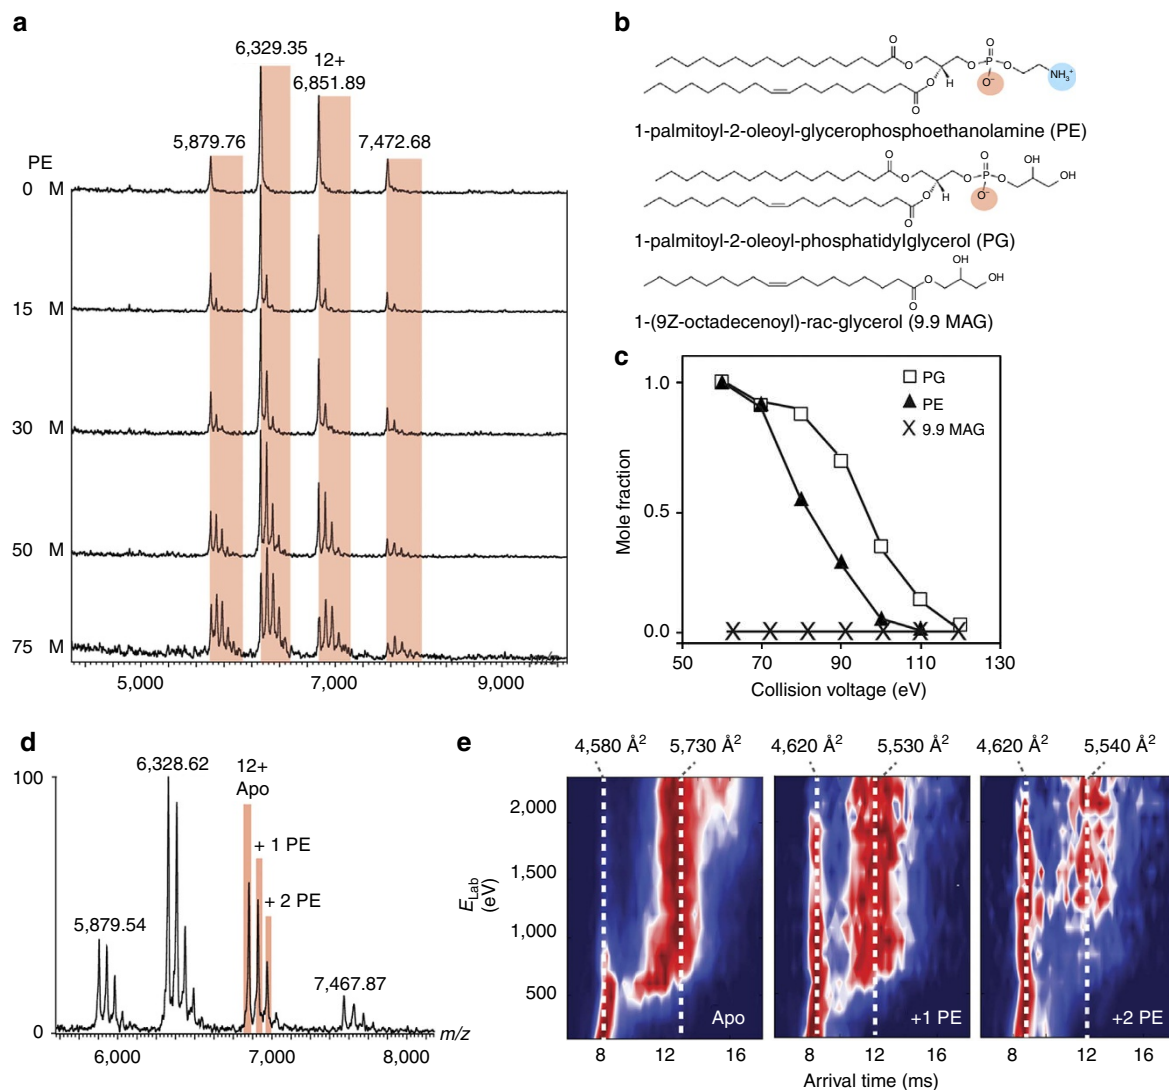 a
6,329.35
12+
6,851.89
5,879.76
7,472.68
PE
0 M
15 M
30 M
50 M
75 M
5,000
7,000
9,000
b
O
O
O
O
P
O
O
H
O
O⁻
NH₃⁺
1-palmitoyl-2-oleoyl-glycerophosphoethanolamine (PE)
O
O
O
O
P
O
OH
OH
O
H
O
O⁻
1-palmitoyl-2-oleoyl-phosphatidylglycerol (PG)
OH
O
OH
O
1-(9Z-octadecenoyl)-rac-glycerol (9.9 MAG)
c
1.0
0.5
0.0
Mole fraction
PG
PE
9.9 MAG
50
70
90
110
130
Collision voltage (eV)
d
100
0
6,328.62
12+
Apo
+ 1 PE
+ 2 PE
5,879.54
7,467.87
6,000
7,000
8,000
m/z
e
4,580 Å²
5,730 Å²
4,620 Å²
5,530 Å²
4,620 Å²
5,540 Å²
2,000
1,500
1,000
500
E_Lab
(eV)
Apo
+1 PE
+2 PE
8
12
16
8
12
16
8
12
16
Arrival time (ms)